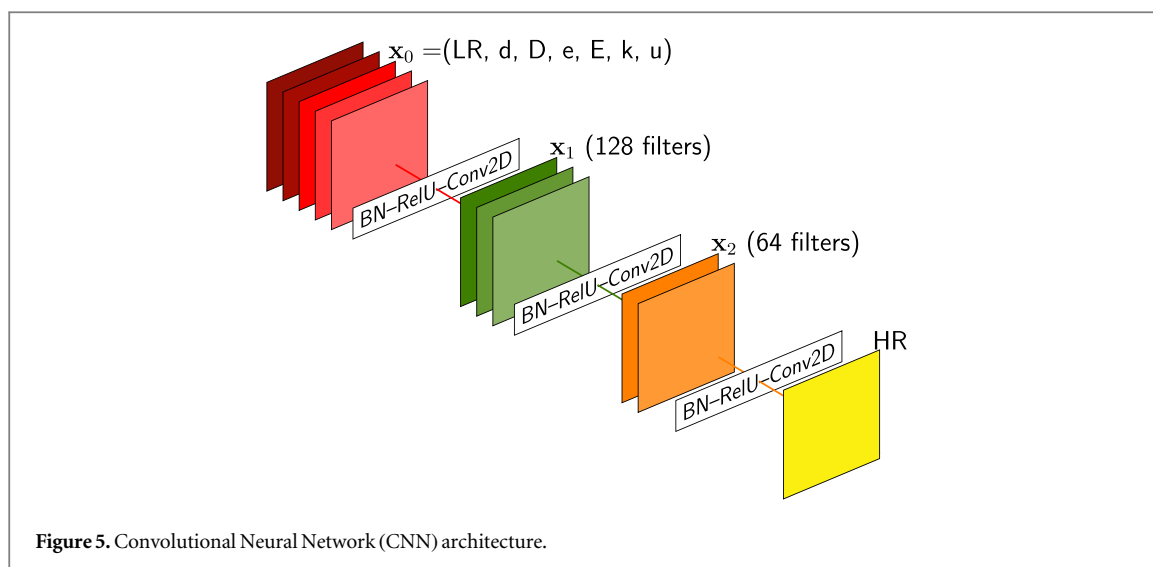 x₀ =(LR, d, D, e, E, k, u)
BN–RelU–Conv2D
x₁ (128 filters)
BN–RelU–Conv2D
x₂ (64 filters)
BN–RelU–Conv2D
HR
Figure 5. Convolutional Neural Network (CNN) architecture.